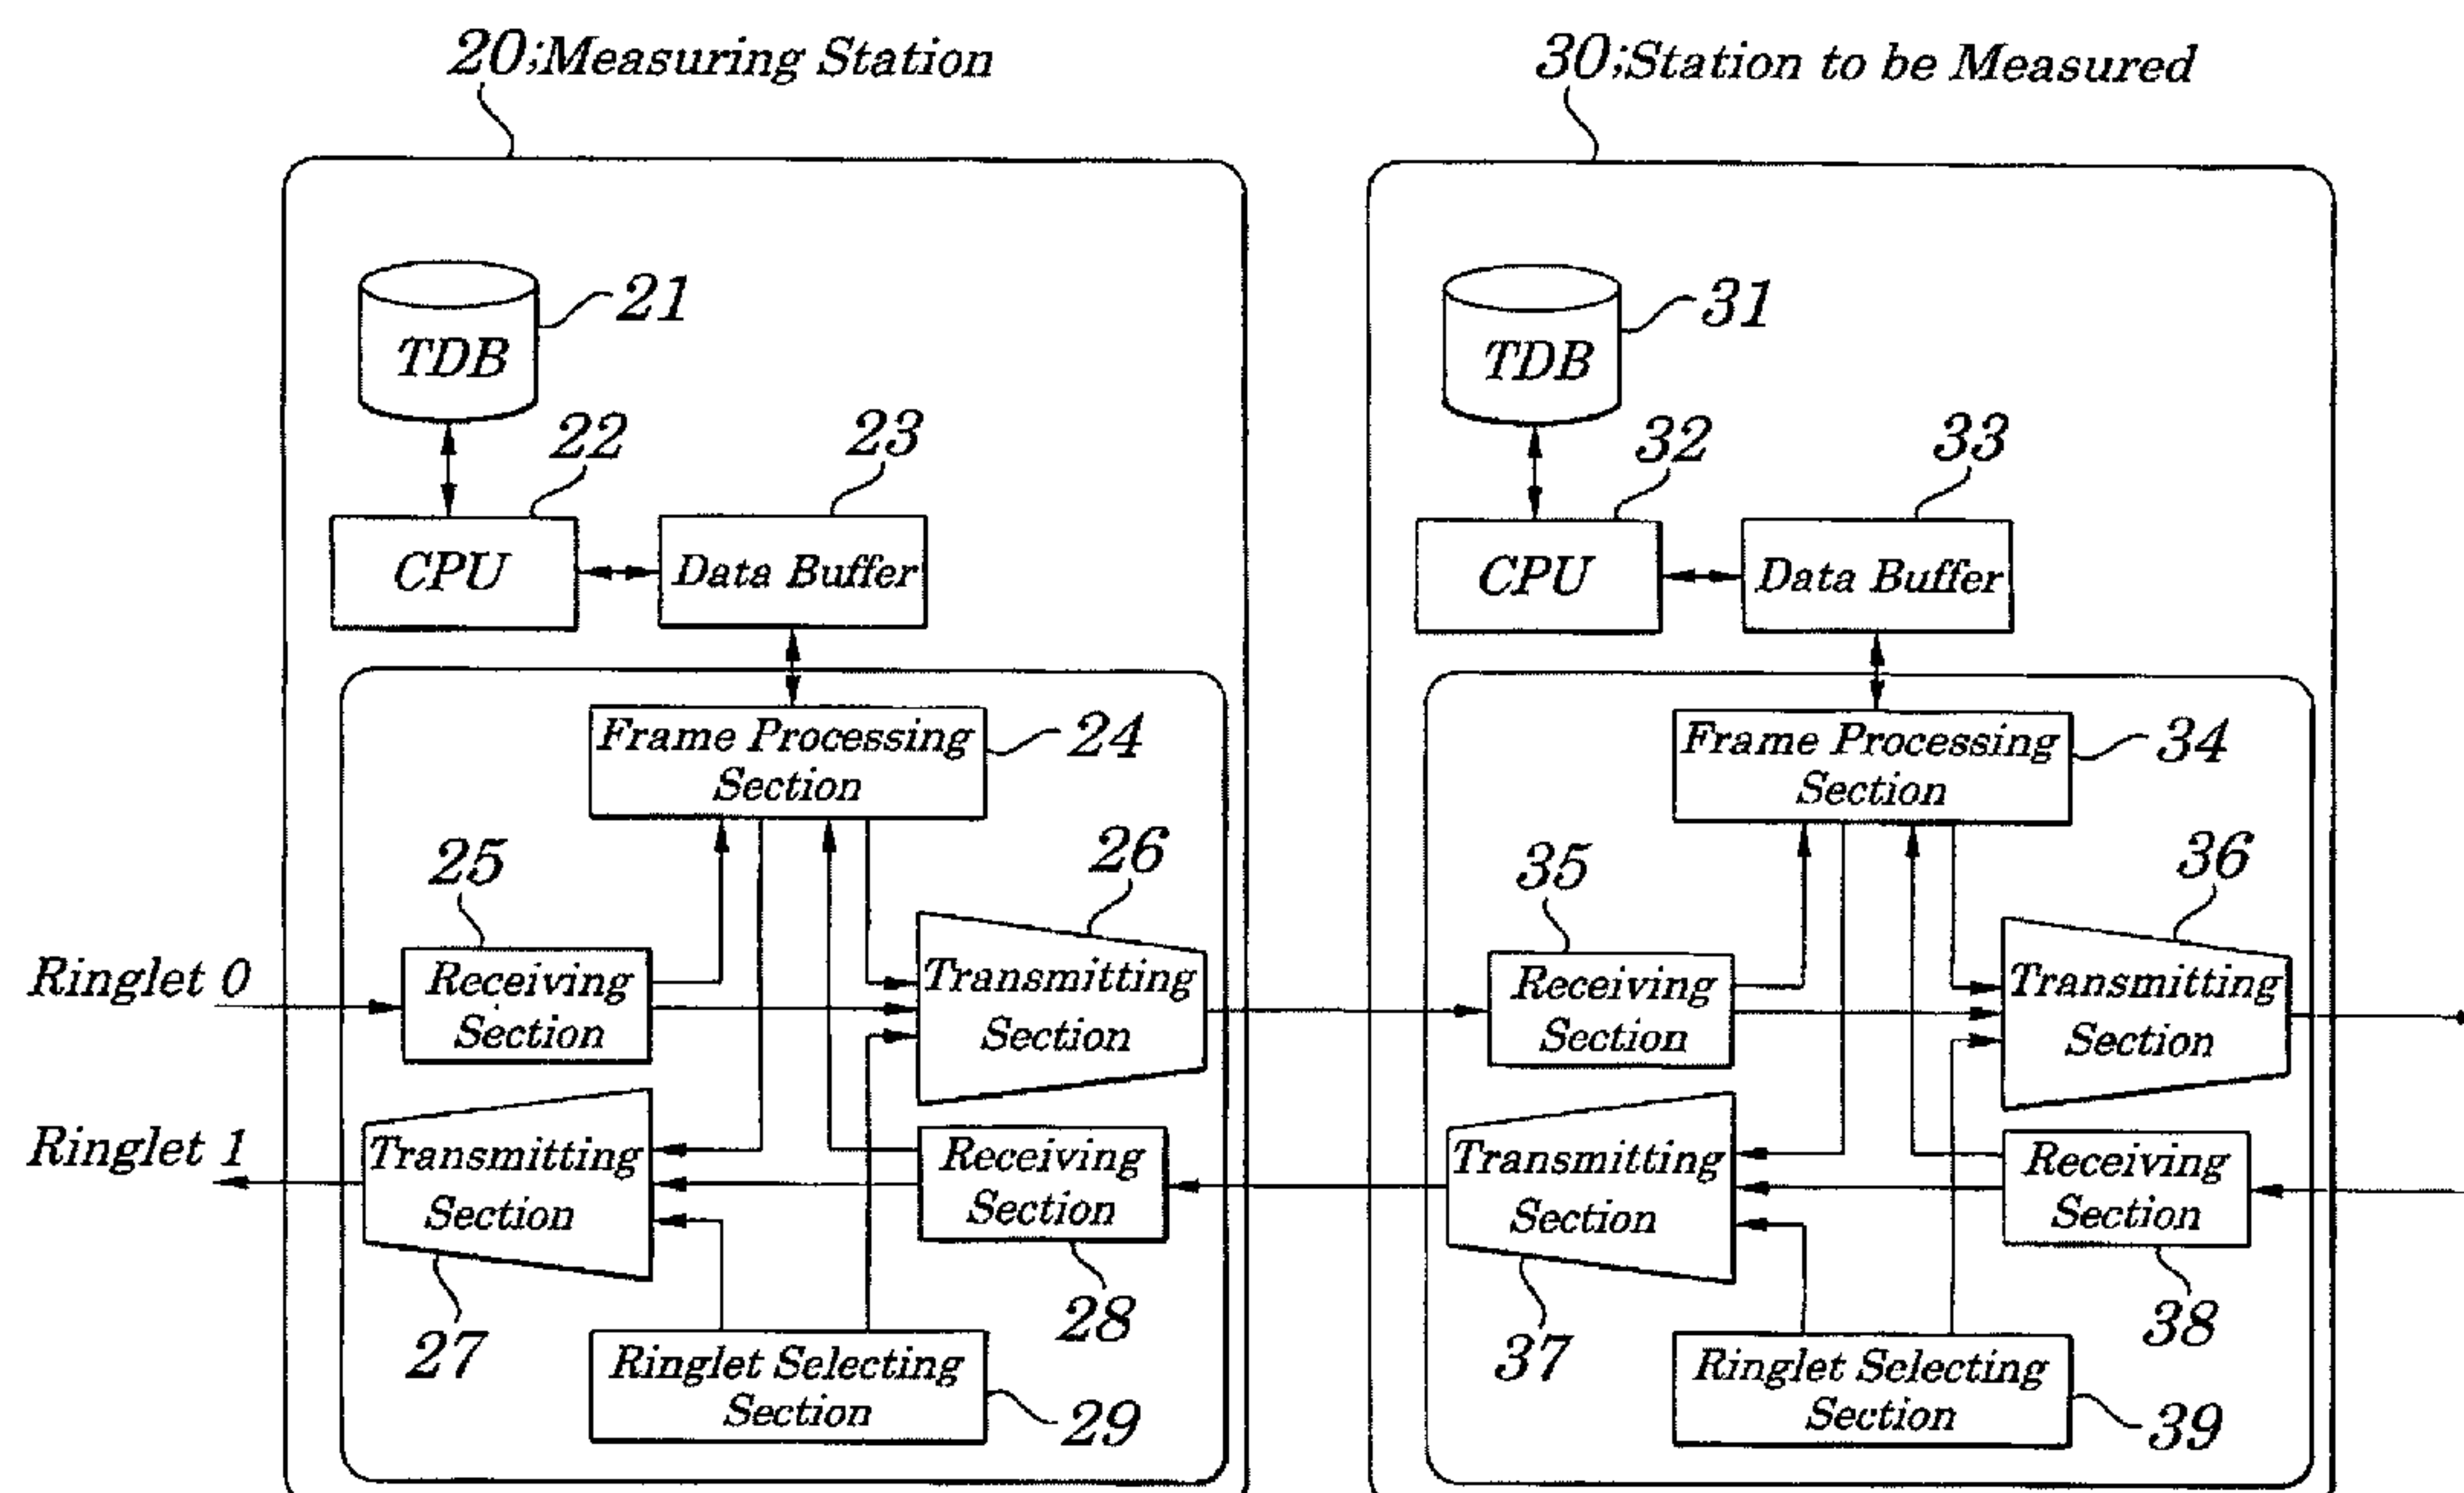 20;Measuring Station
30;Station to be Measured
21
TDB
22
23
CPU
Data Buffer
Frame Processing
Section
24
25
26
Receiving
Section
Transmitting
Section
Ringlet 0
Ringlet 1
Transmitting
Section
Receiving
Section
27
28
Ringlet Selecting
Section
29
31
TDB
32
33
CPU
Data Buffer
Frame Processing
Section
34
35
36
Receiving
Section
Transmitting
Section
Transmitting
Section
Receiving
Section
37
38
Ringlet Selecting
Section
39